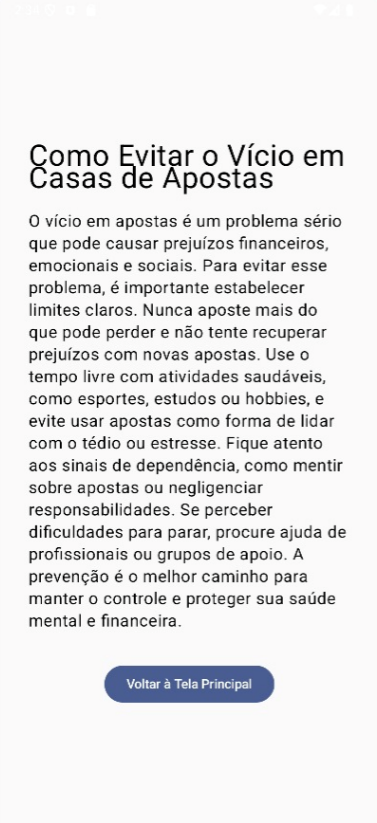 Como Evitar o Vício em
Casas de Apostas
O vício em apostas é um problema sério
que pode causar prejuízos financeiros,
emocionais e sociais. Para evitar esse
problema, é importante estabelecer
limites claros. Nunca aposte mais do
que pode perder e não tente recuperar
prejuízos com novas apostas. Use o
tempo livre com atividades saudáveis,
como esportes, estudos ou hobbies, e
evite usar apostas como forma de lidar
com o tédio ou estresse. Fique atento
aos sinais de dependência, como mentir
sobre apostas ou negligenciar
responsabilidades. Se perceber
dificuldades para parar, procure ajuda de
profissionais ou grupos de apoio. A
prevenção é o melhor caminho para
manter o controle e proteger sua saúde
mental e financeira.
Voltar à Tela Principal